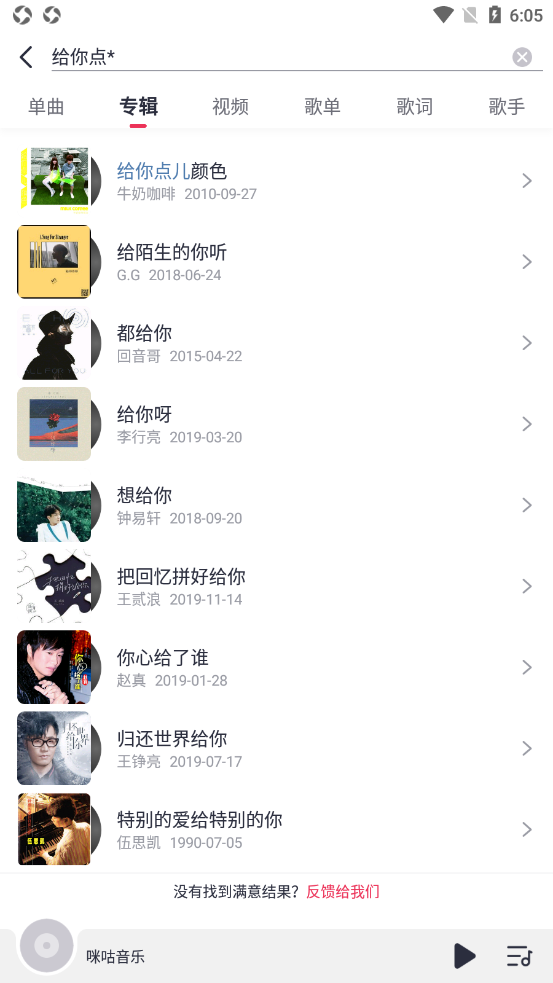 6:05
给你点*
单曲 专辑 视频 歌单 歌词 歌手
给你点儿颜色
牛奶咖啡 2010-09-27
给陌生的你听
G.G 2018-06-24
都给你
回音哥 2015-04-22
给你呀
李行亮 2019-03-20
想给你
钟易轩 2018-09-20
把回忆拼好给你
王贰浪 2019-11-14
你心给了谁
赵真 2019-01-28
归还世界给你
王铮亮 2019-07-17
特别的爱给特别的你
伍思凯 1990-07-05
没有找到满意结果？反馈给我们
咪咕音乐